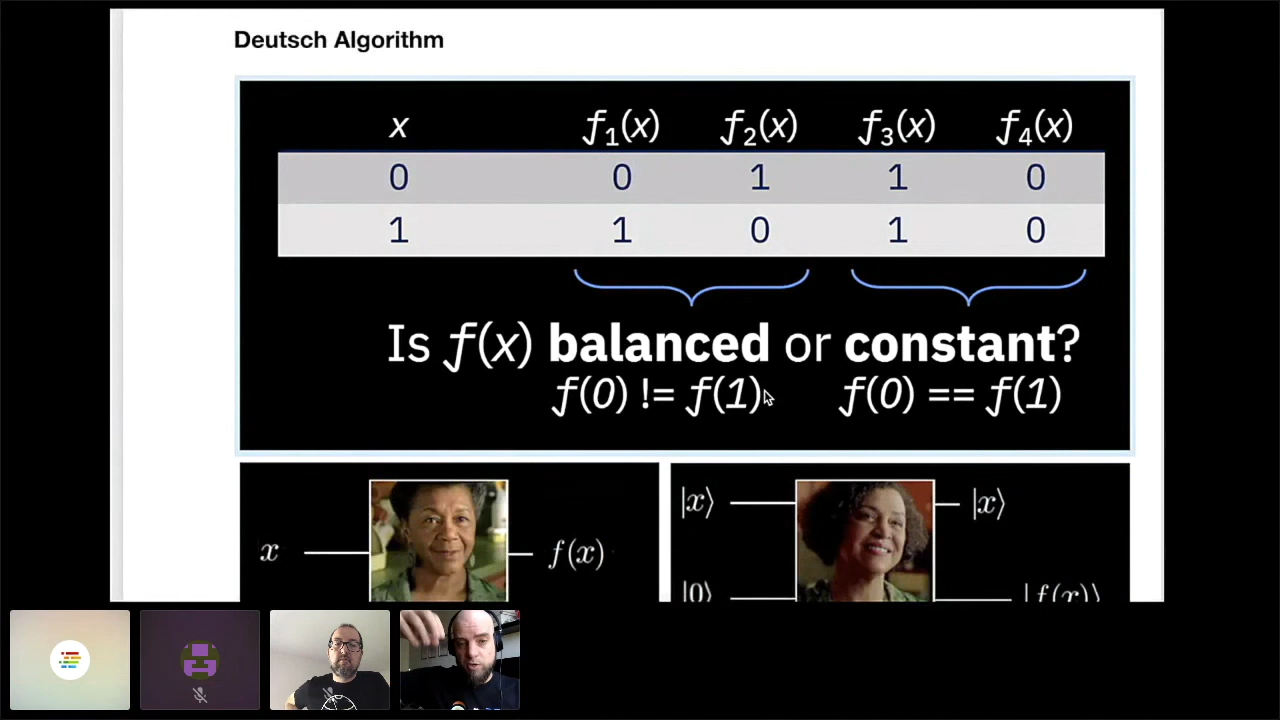 Deutsch Algorithm
x f₁(x) f₂(x) f₃(x) f₄(x)
0 0 1 1 0
1 1 0 1 0
Is f(x) balanced or constant?
f(0) != f(1) f(0) == f(1)
x f(x)
|x⟩ |x⟩
|0⟩ |f(x)⟩